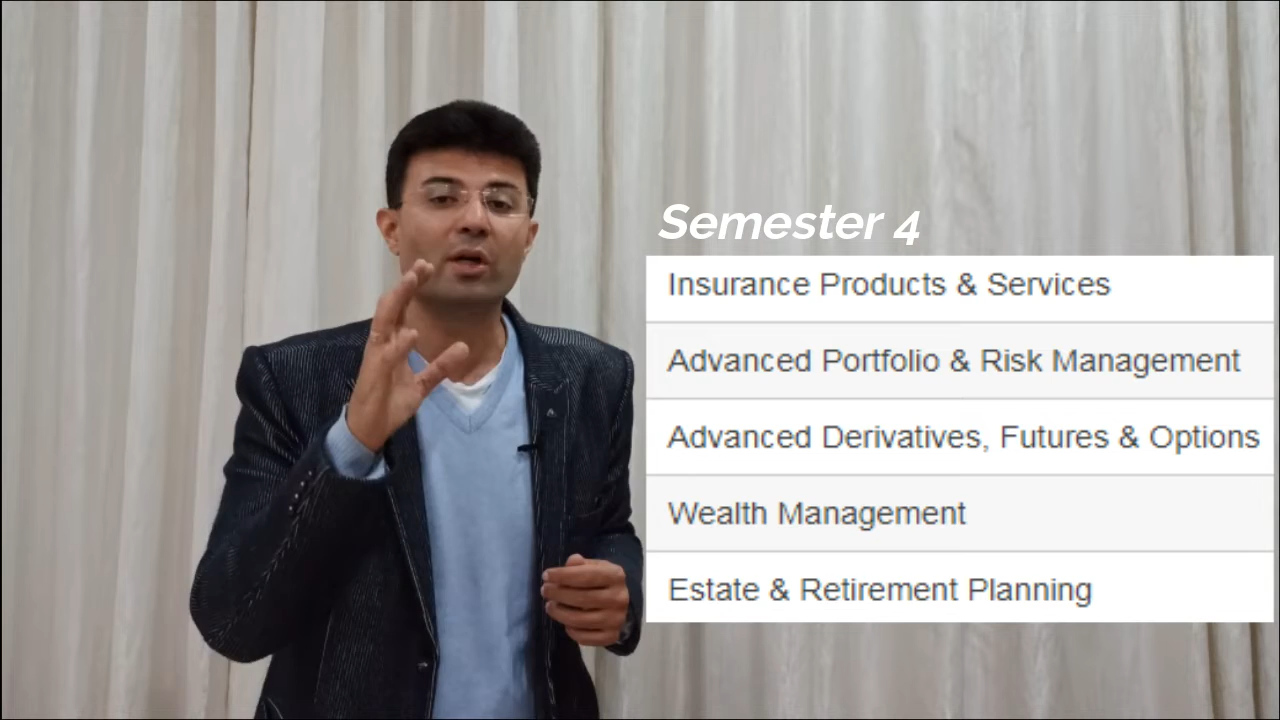 Semester 4
Insurance Products & Services
Advanced Portfolio & Risk Management
Advanced Derivatives, Futures & Options
Wealth Management
Estate & Retirement Planning